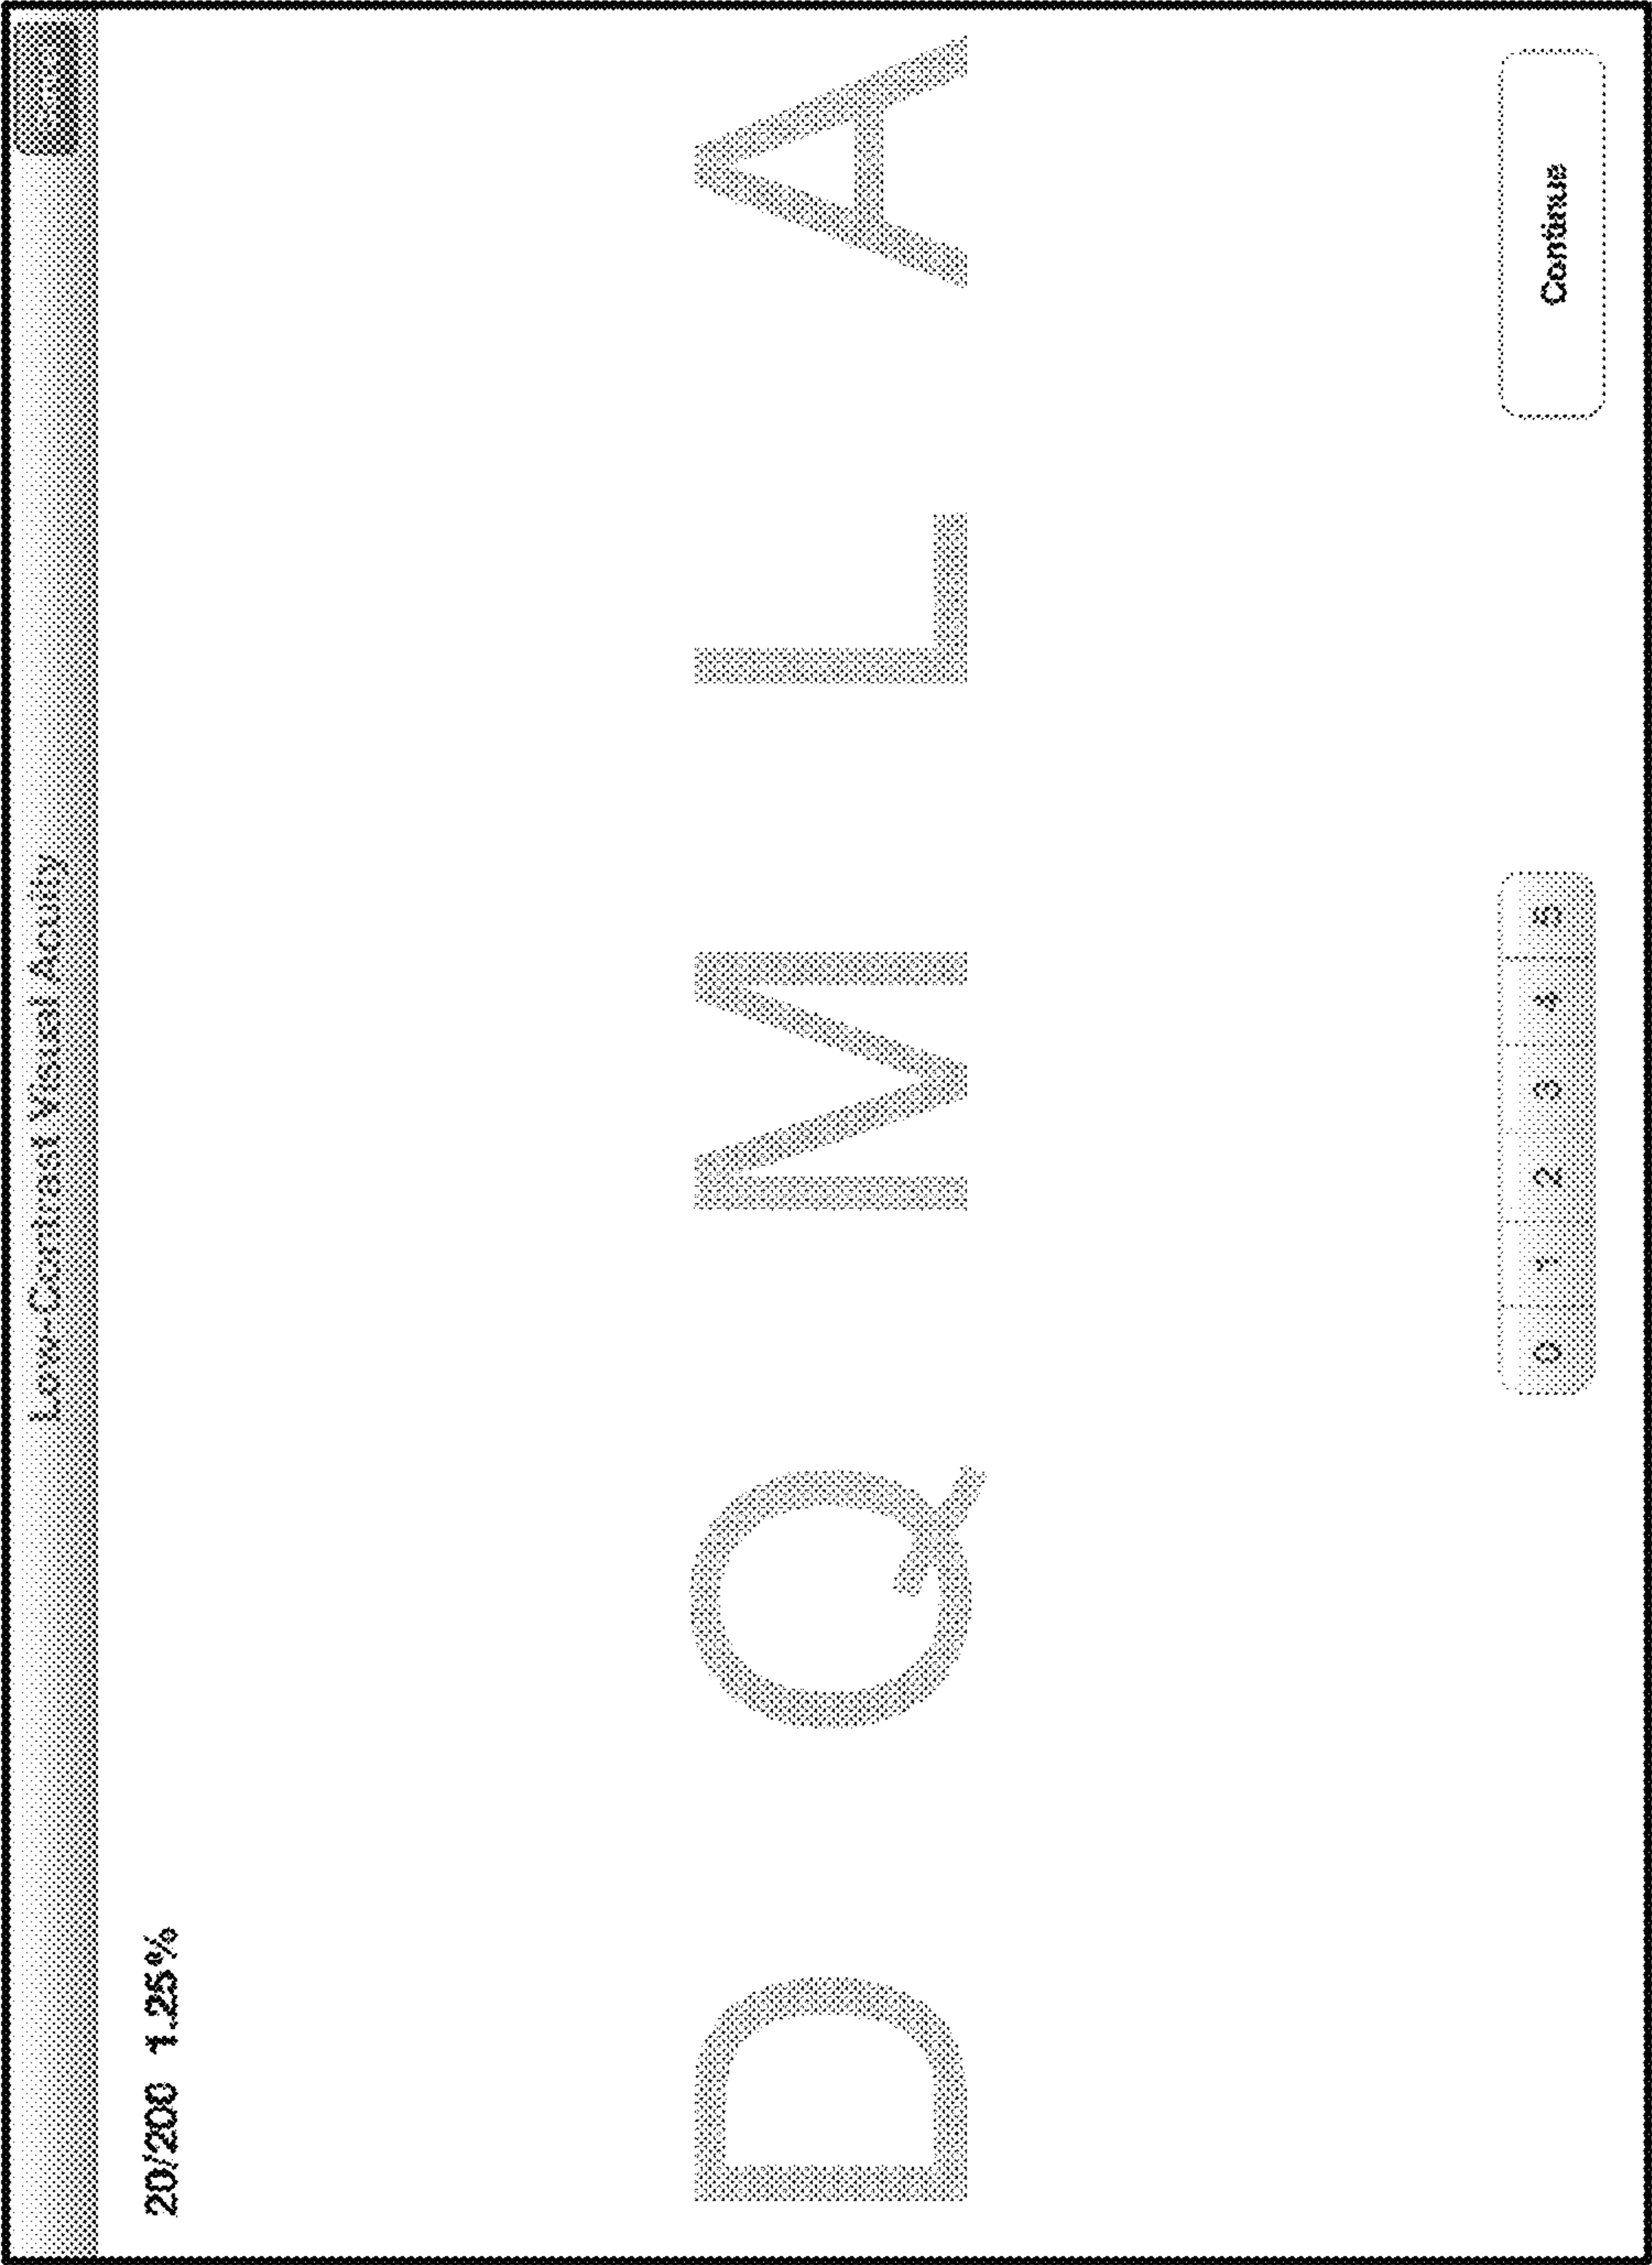 Low-Contrast Visual Acuity
20/200 1.25%
D Q M L A
0 1 2 3 4 5
Continue